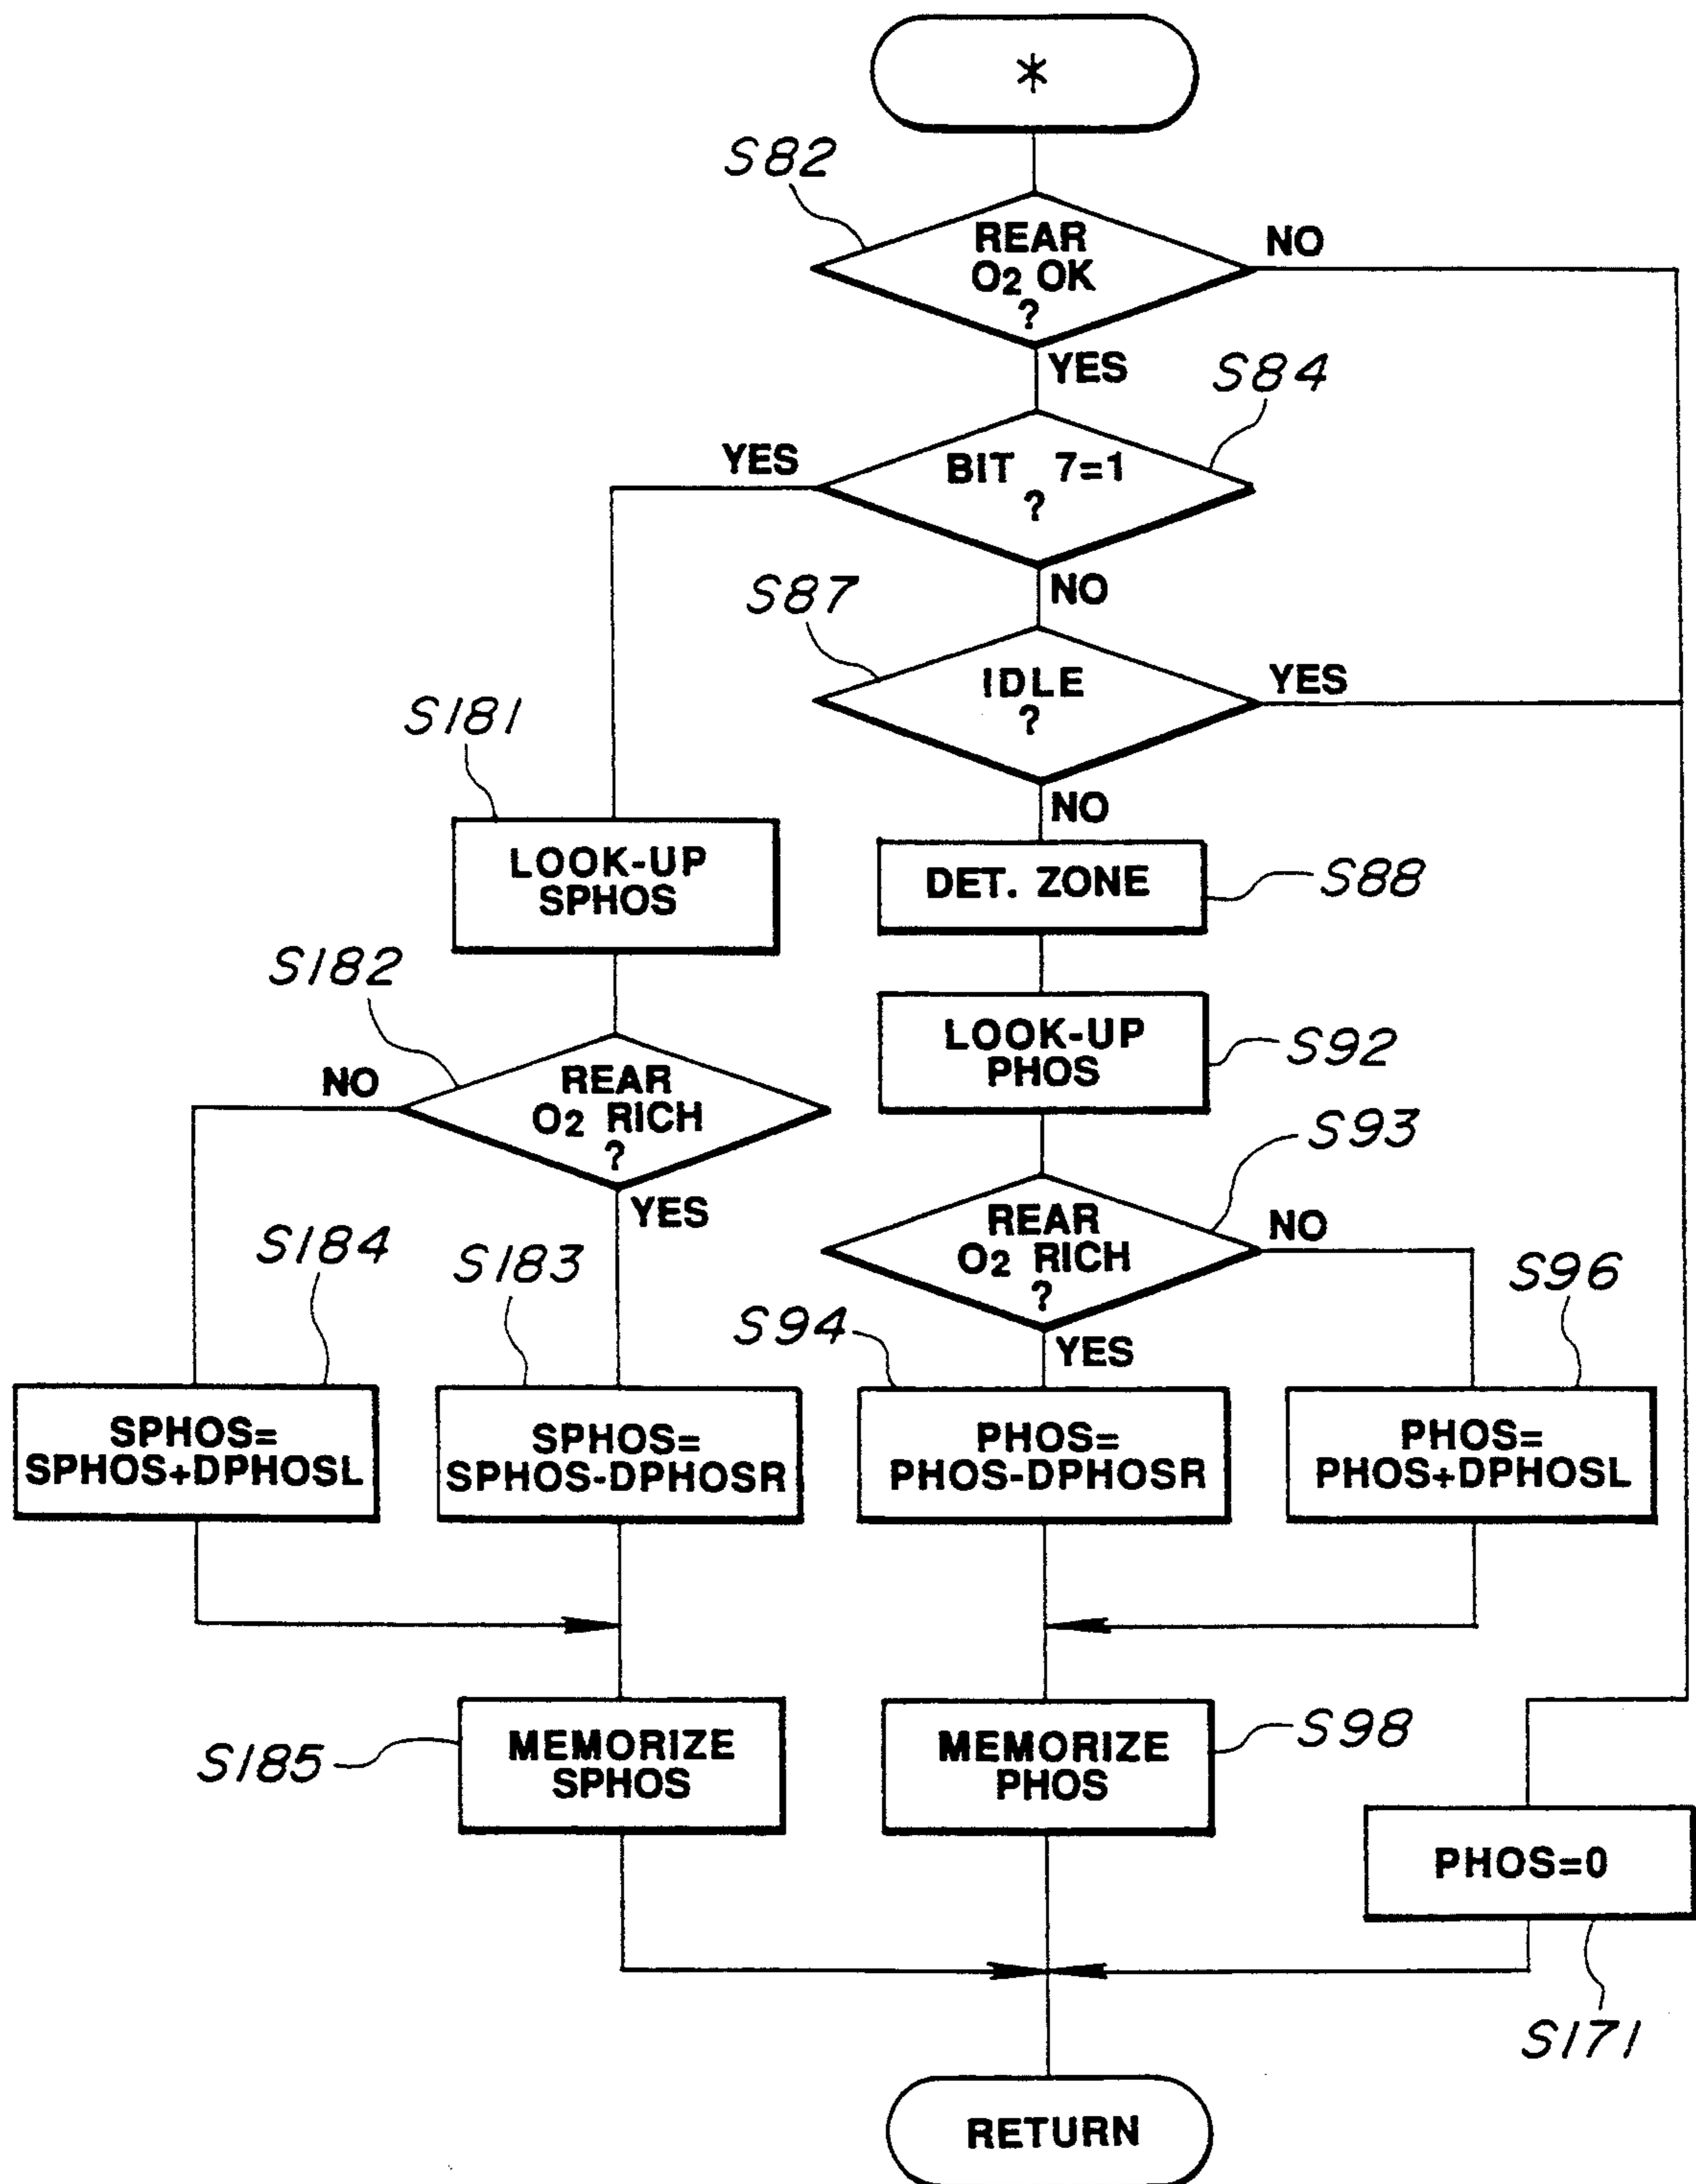 *
S82
REAR
O2 OK
?
NO
YES
S84
YES
BIT 7=1
?
NO
S87
IDLE
?
YES
NO
S181
LOOK-UP
SPHOS
DET. ZONE
S88
S182
LOOK-UP
PHOS
S92
NO
REAR
O2 RICH
?
YES
S93
REAR
O2 RICH
?
NO
YES
S184
S183
S94
S96
SPHOS=
SPHOS+DPHOSL
SPHOS=
SPHOS-DPHOSR
PHOS=
PHOS-DPHOSR
PHOS=
PHOS+DPHOSL
S185
MEMORIZE
SPHOS
MEMORIZE
PHOS
S98
PHOS=0
S171
RETURN